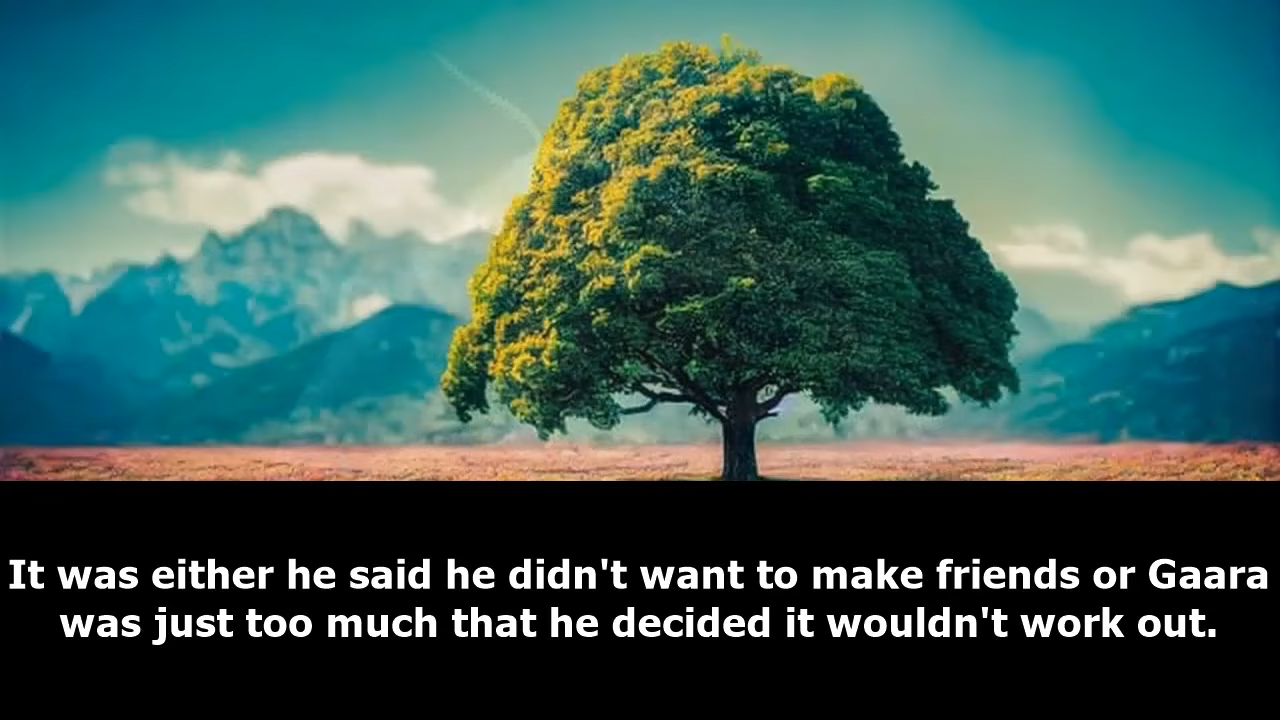 It was either he said he didn't want to make friends or Gaara
was just too much that he decided it wouldn't work out.